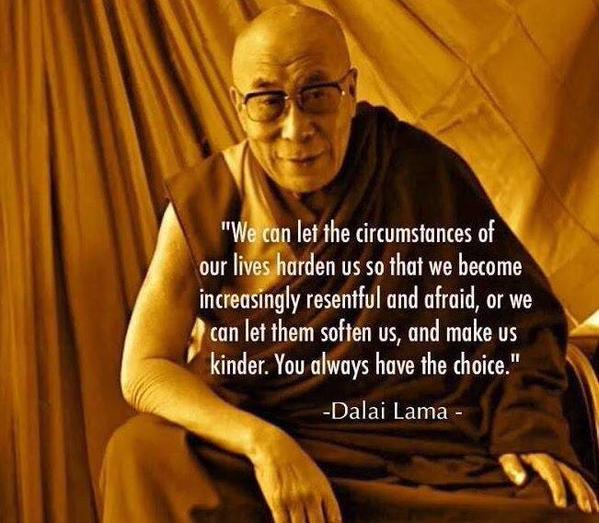 "We can let the circumstances of
our lives harden us so that we become
increasingly resentful and afraid, or we
can let them soften us, and make us
kinder. You always have the choice."
-Dalai Lama -